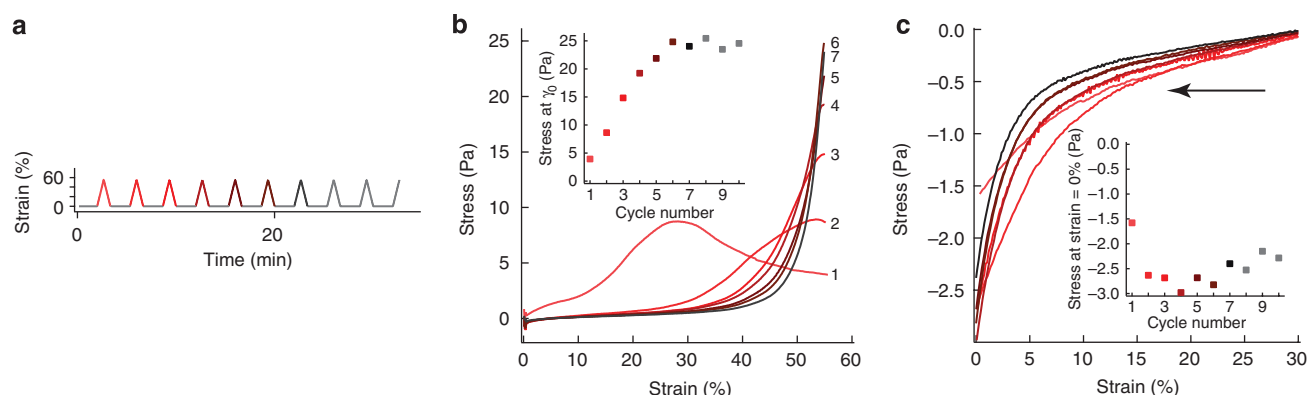 a
Strain (%)
60
0
20
Time (min)
b
Stress (Pa)
25
20
15
10
5
0
0 10 20 30 40 50 60
Strain (%)
6
7
5
4
3
2
1
Stress at γ0 (Pa)
25
20
15
10
5
0
1 3 5 7 9
Cycle number
c
Stress (Pa)
0.0
–0.5
–1.0
–1.5
–2.0
–2.5
0 5 10 15 20 25 30
Strain (%)
Stress at strain = 0% (Pa)
0.0
–0.5
–1.0
–1.5
–2.0
–2.5
–3.0
1 3 5 7 9
Cycle number